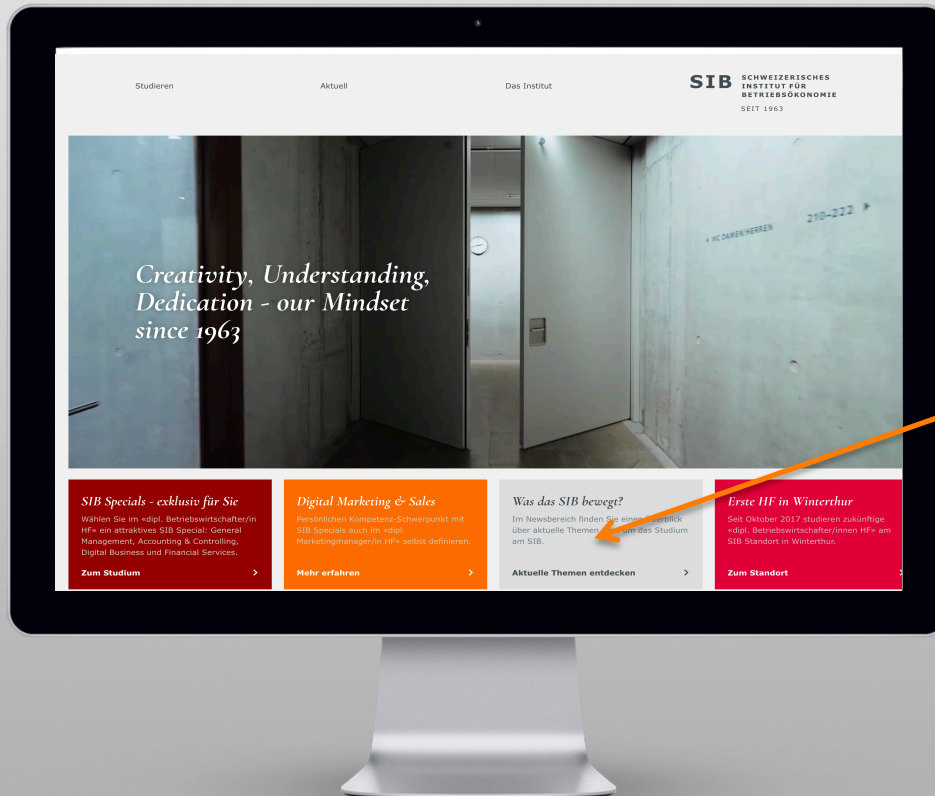 Studieren
Aktuell
Das Institut
SIB
SCHWEIZERISCHES
INSTITUT FÜR
BETRIEBSÖKONOMIE
SEIT 1963
210–222
WC DAMEN/HERREN
Creativity, Understanding,
Dedication - our Mindset
since 1963
SIB Specials - exklusiv für Sie
Wählen Sie im «dipl. Betriebswirtschafter/in
HF» ein attraktives SIB Special: General
Management, Accounting & Controlling,
Digital Business und Financial Services.
Zum Studium
Digital Marketing & Sales
Persönlichen Kompetenz-Schwerpunkt mit
SIB Specials auch im «dipl.
Marketingmanager/in HF» selbst definieren.
Mehr erfahren
Was das SIB bewegt?
Im Newsbereich finden Sie einen Überblick
über aktuelle Themen um das Studium
am SIB.
Aktuelle Themen entdecken
Erste HF in Winterthur
Seit Oktober 2017 studieren zukünftige
«dipl. Betriebswirtschafter/innen HF» am
SIB Standort in Winterthur.
Zum Standort